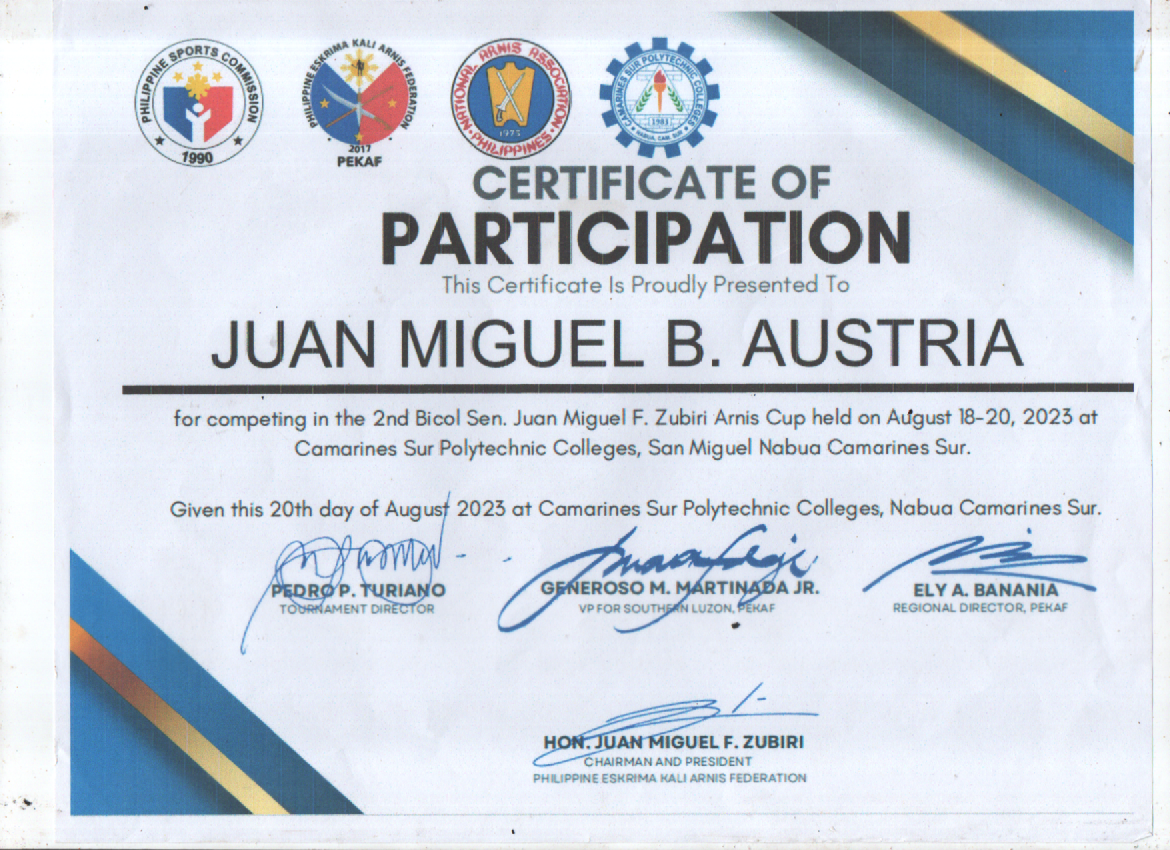 PHILIPPINE SPORTS COMMISSION
1990
PHILIPPINE ESKRIMA KALI ARNIS FEDERATION
2017
PEKAF
NATIONAL ARNIS ASSOCIATION
PHILIPPINES
1975
CAMARINES SUR POLYTECHNIC COLLEGES
1983
NABUA, CAM. SUR
CERTIFICATE OF
PARTICIPATION
This Certificate Is Proudly Presented To
JUAN MIGUEL B. AUSTRIA
for competing in the 2nd Bicol Sen. Juan Miguel F. Zubiri Arnis Cup held on August 18-20, 2023 at
Camarines Sur Polytechnic Colleges, San Miguel Nabua Camarines Sur.
Given this 20th day of August 2023 at Camarines Sur Polytechnic Colleges, Nabua Camarines Sur.
PEDRO P. TURIANO
TOURNAMENT DIRECTOR
GENEROSO M. MARTINADA JR.
VP FOR SOUTHERN LUZON, PEKAF
ELY A. BANANIA
REGIONAL DIRECTOR, PEKAF
HON. JUAN MIGUEL F. ZUBIRI
CHAIRMAN AND PRESIDENT
PHILIPPINE ESKRIMA KALI ARNIS FEDERATION